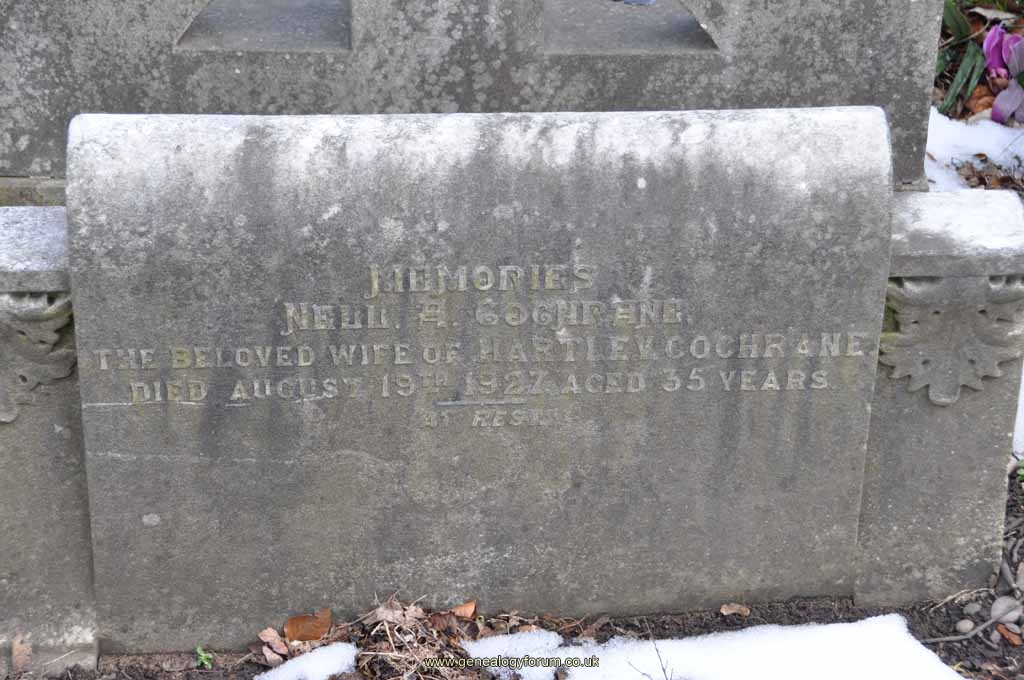 MEMORIES
NELL. A. COCHRANE.
THE BELOVED WIFE OF HARTLEY COCHRANE
DIED AUGUST 19TH 1927. AGED 35 YEARS
AT REST.
www.genealogyforum.co.uk